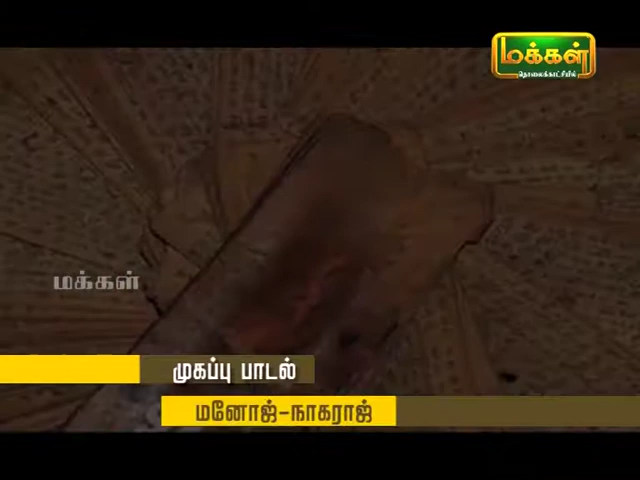 மக்கள்
தொலைக்காட்சியில்
மக்கள்
முகப்பு பாடல்
மனோஜ்-நாகராஜ்